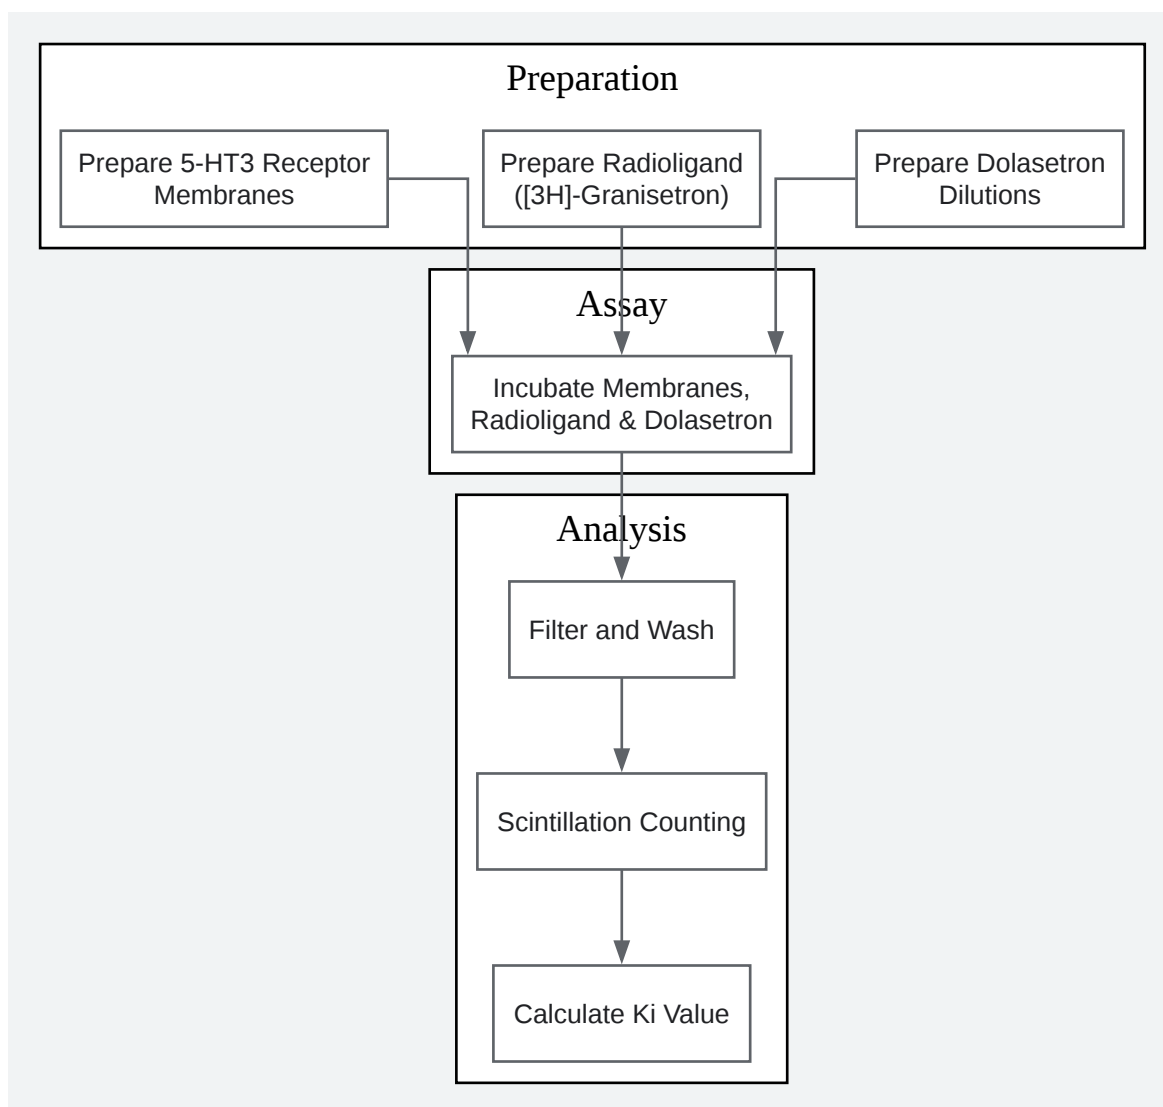 Preparation
Prepare 5-HT3 Receptor
Membranes
Prepare Radioligand
([3H]-Granisetron)
Prepare Dolasetron
Dilutions
Assay
Incubate Membranes,
Radioligand & Dolasetron
Analysis
Filter and Wash
Scintillation Counting
Calculate Ki Value